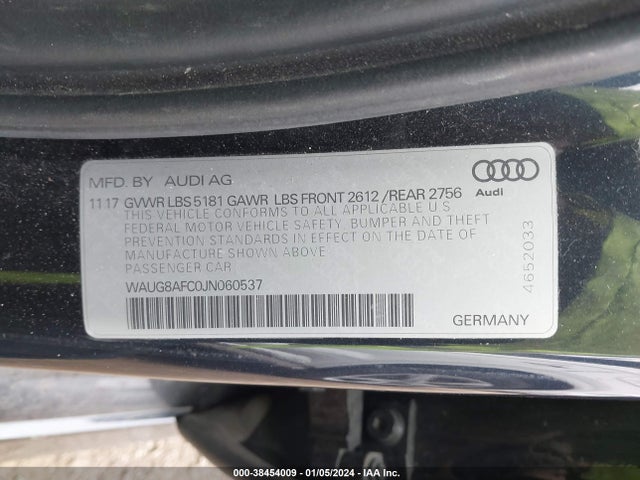 MFD. BY AUDI AG
Audi
11 17 GVWR LBS 5181 GAWR LBS FRONT 2612 /REAR 2756
THIS VEHICLE CONFORMS TO ALL APPLICABLE U.S
FEDERAL MOTOR VEHICLE SAFETY, BUMPER AND THEFT
PREVENTION STANDARDS IN EFFECT ON THE DATE OF
MANUFACTURE SHOWN ABOVE
PASSENGER CAR
4652033
WAUG8AFC0JN060537
GERMANY
000-38454009 — 01/05/2024 — IAA Inc.